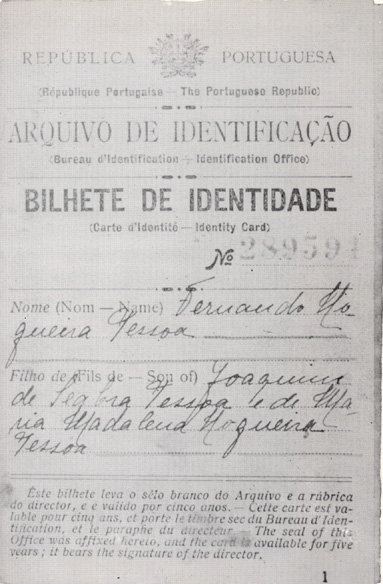 REPÚBLICA PORTUGUESA
(République Portugaise — The Portuguese Republic)
ARQUIVO DE IDENTIFICAÇÃO
(Bureau d'Identification — Identification Office)
BILHETE DE IDENTIDADE
(Carte d'Identité — Identity Card)
Nº 289594
Nome (Nom — Name) Fernando No-
gueira Pessoa
Filho de (Fils de — Son of) Joaquim
de Seabra Pessoa e de Ma-
ria Madalena Nogueira
Pessoa
Êste bilhete leva o sêlo branco do Arquivo e a rúbrica
do director, e é valido por cinco anos. — Cette carte est va-
lable pour cinq ans, et porte le timbre sec du Bureau d'Iden-
tification, et le paraphe du directeur — The seal of this
Office was affixed hereto, and the card is available for five
years; it bears the signature of the director.
1